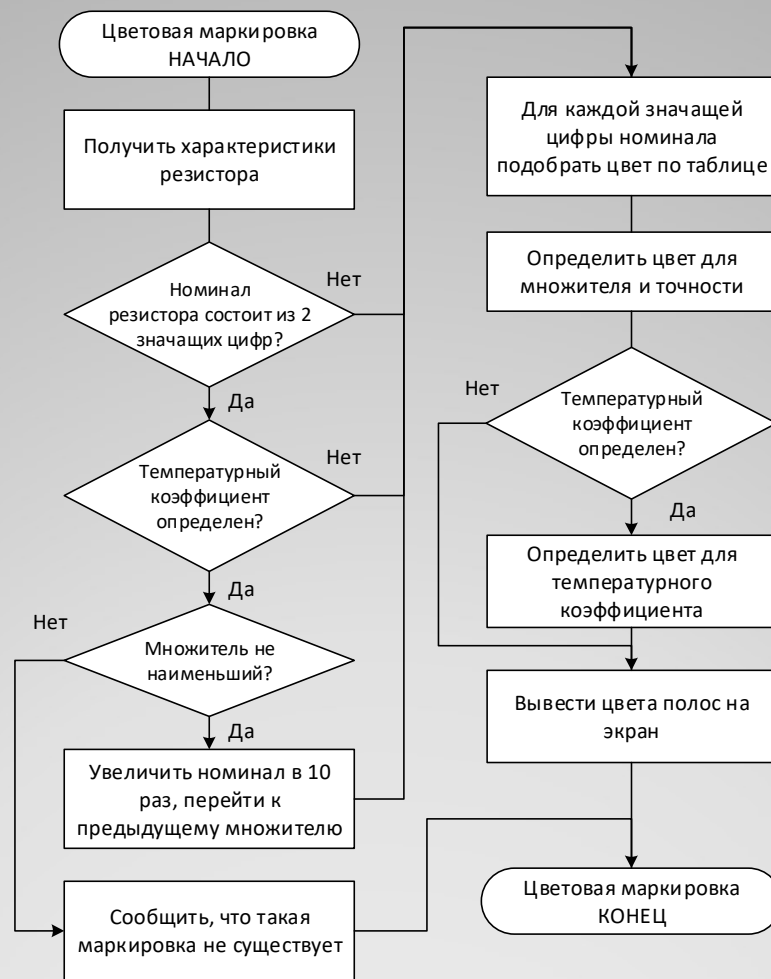 Цветовая маркировка
НАЧАЛО
Получить характеристики
резистора
Номинал
резистора состоит из 2
значащих цифр?
Нет
Да
Температурный
коэффициент
определен?
Нет
Да
Множитель не
наименьший?
Нет
Да
Увеличить номинал в 10
раз, перейти к
предыдущему множителю
Сообщить, что такая
маркировка не существует
Для каждой значащей
цифры номинала
подобрать цвет по таблице
Определить цвет для
множителя и точности
Температурный
коэффициент
определен?
Нет
Да
Определить цвет для
температурного
коэффициента
Вывести цвета полос на
экран
Цветовая маркировка
КОНЕЦ